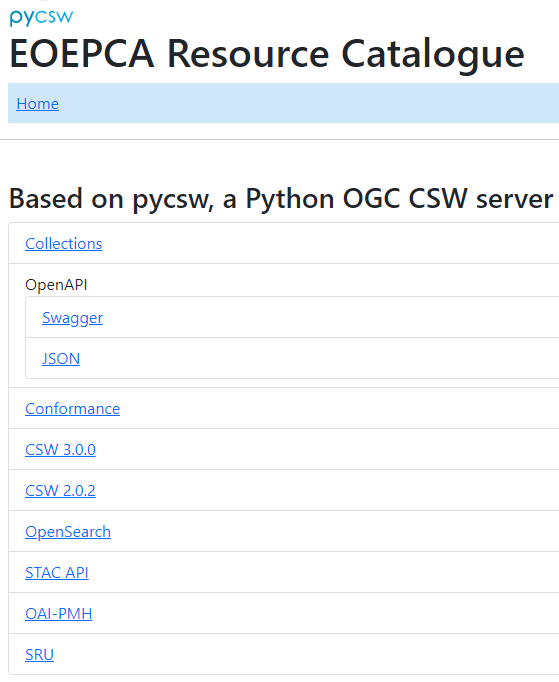 pycsw
EOEPCA Resource Catalogue
Home
Based on pycsw, a Python OGC CSW server
Collections
OpenAPI
Swagger
JSON
Conformance
CSW 3.0.0
CSW 2.0.2
OpenSearch
STAC API
OAI-PMH
SRU